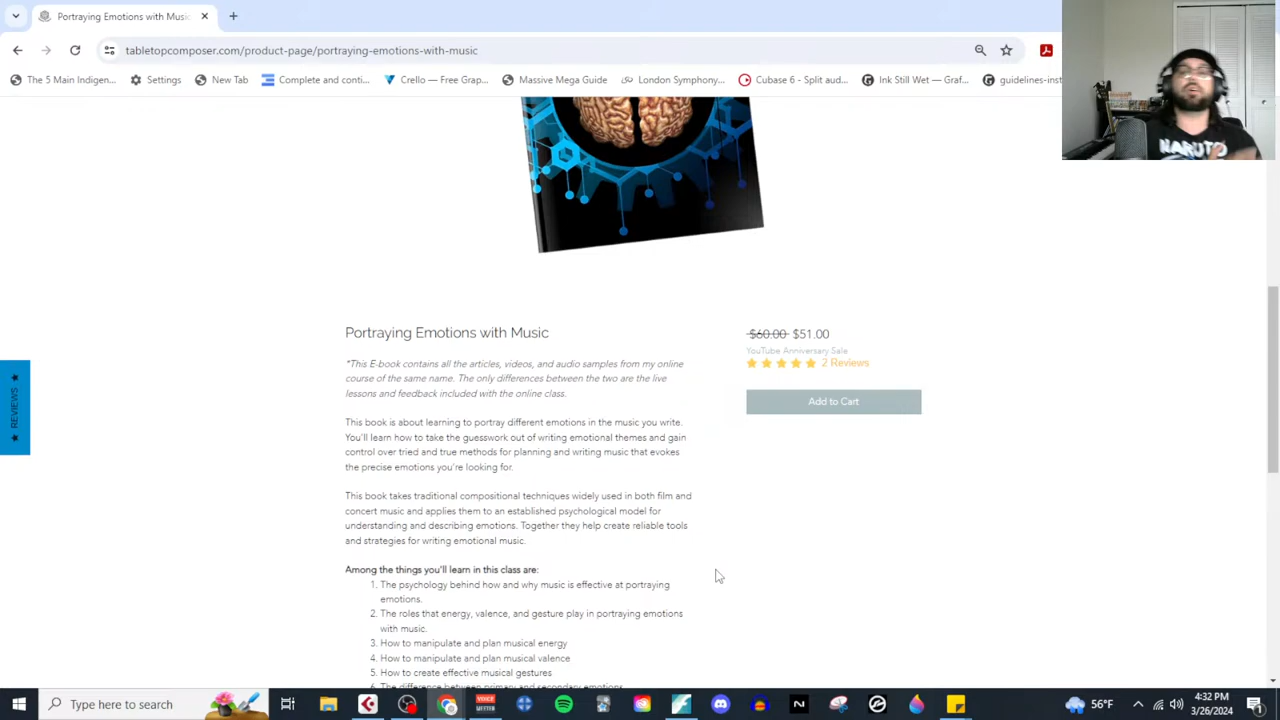 Portraying Emotions with Music
tabletopcomposer.com/product-page/portraying-emotions-with-music
The 5 Main Indigen...
Settings
New Tab
Complete and conti...
Crello — Free Grap...
Massive Mega Guide
London Symphony,...
Cubase 6 - Split aud...
Ink Still Wet — Graf...
guidelines-inst
NARUTO
Portraying Emotions with Music
$60.00 $51.00
YouTube Anniversary Sale
2 Reviews
Add to Cart
*This E-book contains all the articles, videos, and audio samples from my online
course of the same name. The only differences between the two are the live
lessons and feedback included with the online class.
This book is about learning to portray different emotions in the music you write.
You'll learn how to take the guesswork out of writing emotional themes and gain
control over tried and true methods for planning and writing music that evokes
the precise emotions you're looking for.
This book takes traditional compositional techniques widely used in both film and
concert music and applies them to an established psychological model for
understanding and describing emotions. Together they help create reliable tools
and strategies for writing emotional music.
Among the things you'll learn in this class are:
1. The psychology behind how and why music is effective at portraying
emotions.
2. The roles that energy, valence, and gesture play in portraying emotions
with music.
3. How to manipulate and plan musical energy
4. How to manipulate and plan musical valence
5. How to create effective musical gestures
6. The difference between primary and secondary emotions
★ REVIEWS ★
Type here to search
VOICE
METER
56°F
4:32 PM
3/26/2024